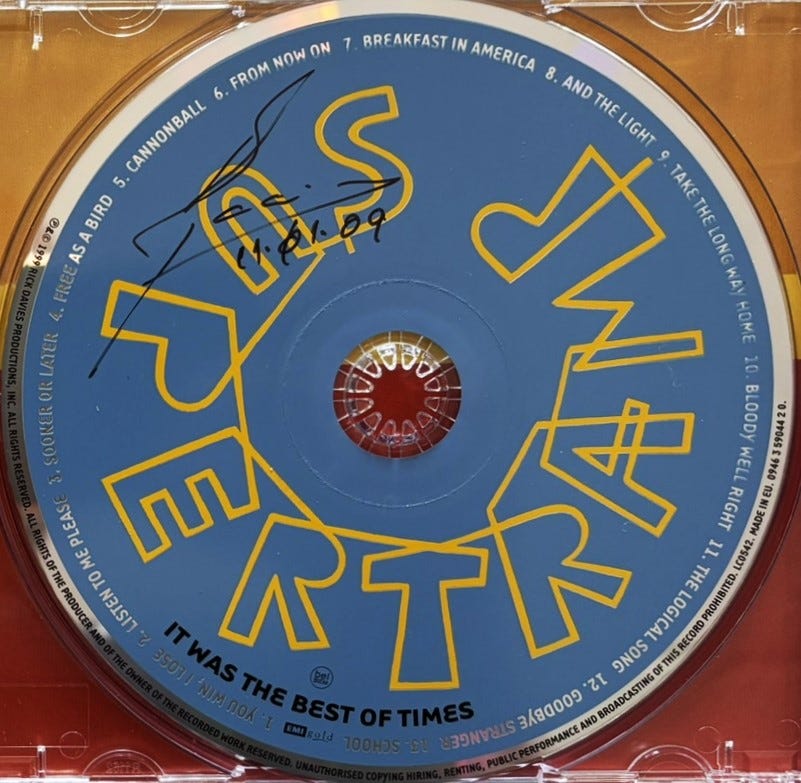 SUPERTRAMP
IT WAS THE BEST OF TIMES
1. YOU WIN, I LOSE 2. LISTEN TO ME PLEASE 3. SOONER OR LATER 4. FREE AS A BIRD 5. CANNONBALL 6. FROM NOW ON 7. BREAKFAST IN AMERICA 8. AND THE LIGHT 9. TAKE THE LONG WAY HOME 10. BLOODY WELL RIGHT 11. THE LOGICAL SONG 12. GOODBYE STRANGER 13. SCHOOL
℗ © 1999 RICK DAVIES PRODUCTIONS, INC. ALL RIGHTS RESERVED. ALL RIGHTS OF THE PRODUCER AND OF THE OWNER OF THE RECORDED WORK RESERVED. UNAUTHORISED COPYING HIRING, RENTING, PUBLIC PERFORMANCE AND BROADCASTING OF THIS RECORD PROHIBITED. LC0542. MADE IN EU. 0946 3 59044 2 0.
EMI gold
11.01.09